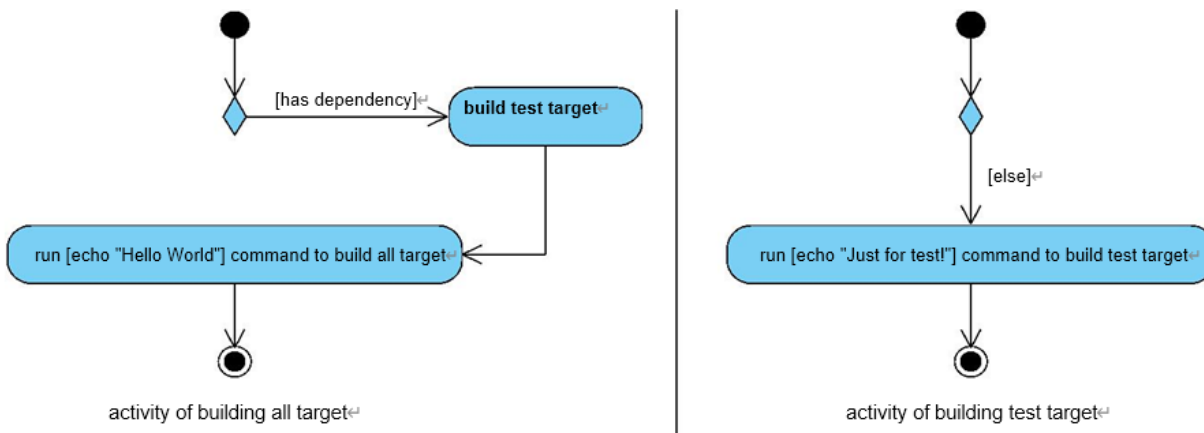 [has dependency]↵
build test target↵
run [echo "Hello World"] command to build all target↵
activity of building all target↵
[else]↵
run [echo "Just for test!"] command to build test target↵
activity of building test target↵